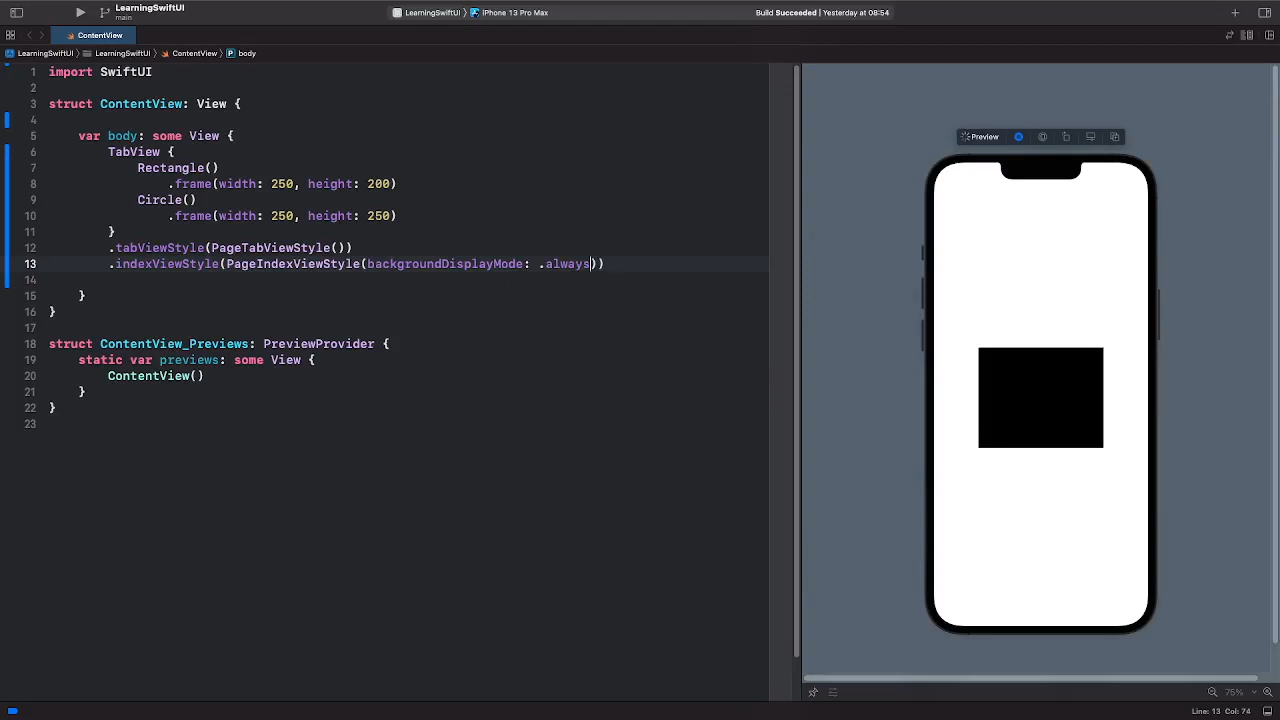 LearningSwiftUI
main
LearningSwiftUI
iPhone 13 Pro Max
Build Succeeded | Yesterday at 08:54
ContentView
LearningSwiftUI
LearningSwiftUI
ContentView
P
body
1 import SwiftUI
2
3 struct ContentView: View {
4
5 var body: some View {
6 TabView {
7 Rectangle()
8 .frame(width: 250, height: 200)
9 Circle()
10 .frame(width: 250, height: 250)
11 }
12 .tabViewStyle(PageTabViewStyle())
13 .indexViewStyle(PageIndexViewStyle(backgroundDisplayMode: .always))
14
15 }
16 }
17
18 struct ContentView_Previews: PreviewProvider {
19 static var previews: some View {
20 ContentView()
21 }
22 }
23
Preview
75%
Line: 13 Col: 74